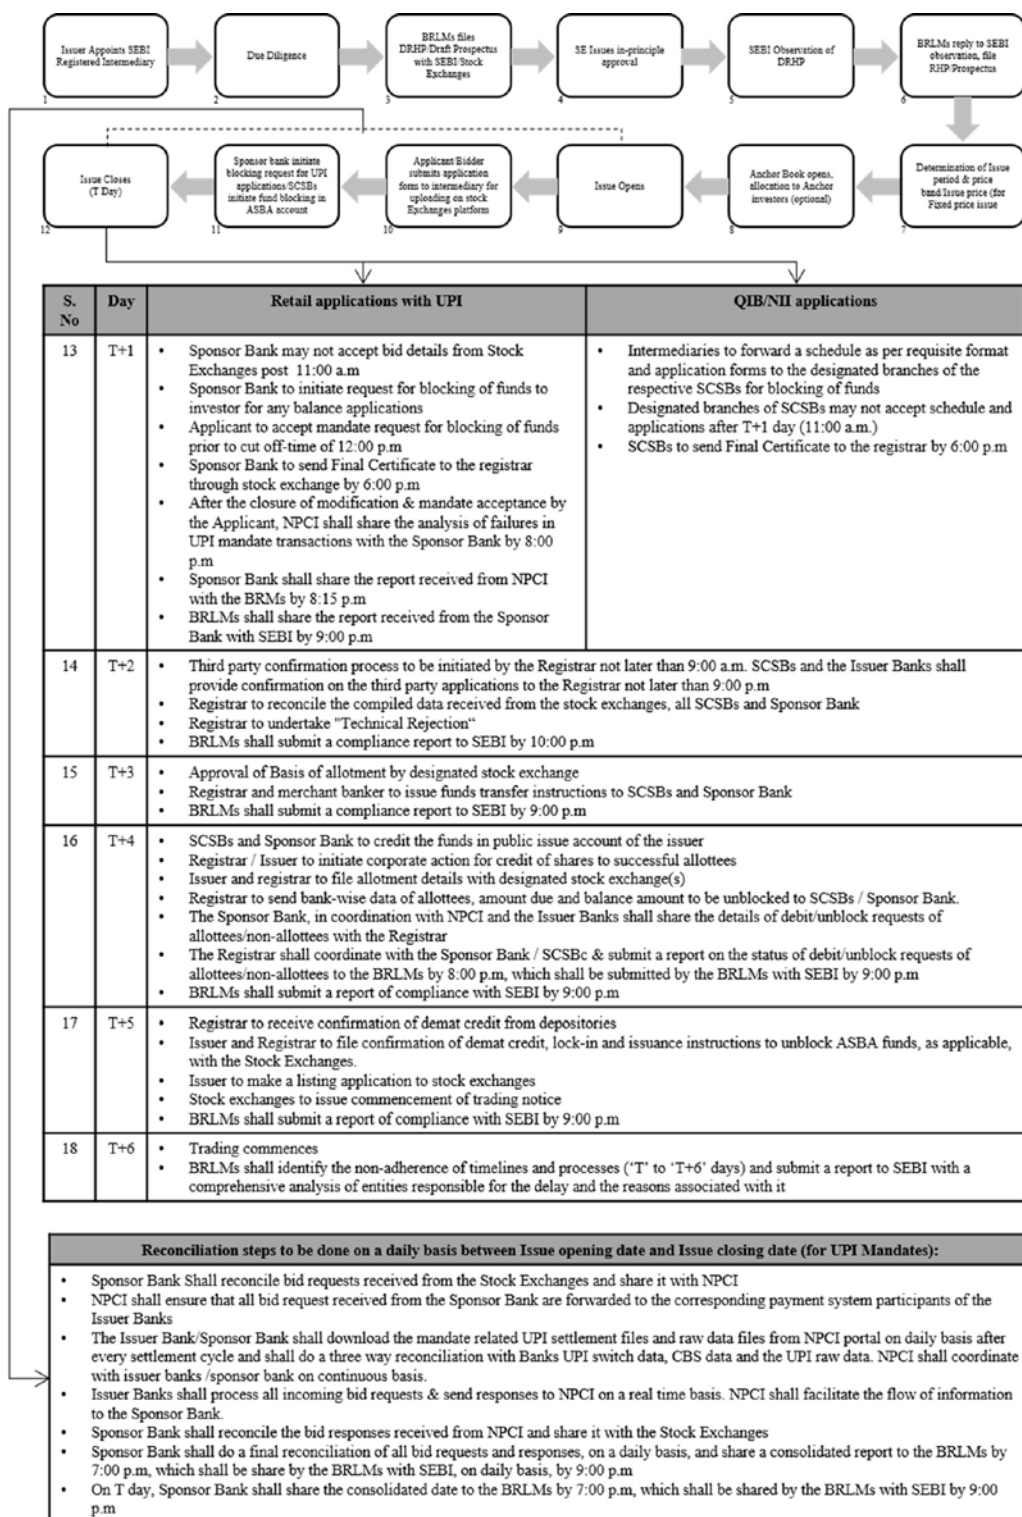 Issuer Appoints SEBI
Registered Intermediary
1
Due Diligence
2
BRLMs files
DRHP/Draft Prospectus
with SEBI/Stock
Exchanges
3
SE Issues in-principle
approval
4
SEBI Observation of
DRHP
5
BRLMs reply to SEBI
observation, file
RHP/Prospectus
6
Determination of Issue
period & price
band/Issue price (for
Fixed price issue
7
Anchor Book opens,
allocation to Anchor
investors (optional)
8
Issue Opens
9
Applicant/Bidder
submits application
form to intermediary for
uploading on stock
Exchanges platform
10
Sponsor bank initiate
blocking request for UPI
applications/SCSBs
initiate fund blocking in
ASBA account
11
Issue Closes
(T Day)
12
S.
No
Day
Retail applications with UPI
QIB/NII applications
13
T+1
• Sponsor Bank may not accept bid details from Stock
Exchanges post 11:00 a.m
• Sponsor Bank to initiate request for blocking of funds to
investor for any balance applications
• Applicant to accept mandate request for blocking of funds
prior to cut off-time of 12:00 p.m
• Sponsor Bank to send Final Certificate to the registrar
through stock exchange by 6:00 p.m
• After the closure of modification & mandate acceptance by
the Applicant, NPCI shall share the analysis of failures in
UPI mandate transactions with the Sponsor Bank by 8:00
p.m
• Sponsor Bank shall share the report received from NPCI
with the BRMs by 8:15 p.m
• BRLMs shall share the report received from the Sponsor
Bank with SEBI by 9:00 p.m
• Intermediaries to forward a schedule as per requisite format
and application forms to the designated branches of the
respective SCSBs for blocking of funds
• Designated branches of SCSBs may not accept schedule and
applications after T+1 day (11:00 a.m.)
• SCSBs to send Final Certificate to the registrar by 6:00 p.m
14
T+2
• Third party confirmation process to be initiated by the Registrar not later than 9:00 a.m. SCSBs and the Issuer Banks shall
provide confirmation on the third party applications to the Registrar not later than 9:00 p.m
• Registrar to reconcile the compiled data received from the stock exchanges, all SCSBs and Sponsor Bank
• Registrar to undertake "Technical Rejection“
• BRLMs shall submit a compliance report to SEBI by 10:00 p.m
15
T+3
• Approval of Basis of allotment by designated stock exchange
• Registrar and merchant banker to issue funds transfer instructions to SCSBs and Sponsor Bank
• BRLMs shall submit a compliance report to SEBI by 9:00 p.m
16
T+4
• SCSBs and Sponsor Bank to credit the funds in public issue account of the issuer
• Registrar / Issuer to initiate corporate action for credit of shares to successful allottees
• Issuer and registrar to file allotment details with designated stock exchange(s)
• Registrar to send bank-wise data of allottees, amount due and balance amount to be unblocked to SCSBs / Sponsor Bank.
• The Sponsor Bank, in coordination with NPCI and the Issuer Banks shall share the details of debit/unblock requests of
allottees/non-allottees with the Registrar
• The Registrar shall coordinate with the Sponsor Bank / SCSBc & submit a report on the status of debit/unblock requests of
allottees/non-allottees to the BRLMs by 8:00 p.m, which shall be submitted by the BRLMs with SEBI by 9:00 p.m
• BRLMs shall submit a report of compliance with SEBI by 9:00 p.m
17
T+5
• Registrar to receive confirmation of demat credit from depositories
• Issuer and Registrar to file confirmation of demat credit, lock-in and issuance instructions to unblock ASBA funds, as applicable,
with the Stock Exchanges.
• Issuer to make a listing application to stock exchanges
• Stock exchanges to issue commencement of trading notice
• BRLMs shall submit a report of compliance with SEBI by 9:00 p.m
18
T+6
• Trading commences
• BRLMs shall identify the non-adherence of timelines and processes (‘T’ to ‘T+6’ days) and submit a report to SEBI with a
comprehensive analysis of entities responsible for the delay and the reasons associated with it
Reconciliation steps to be done on a daily basis between Issue opening date and Issue closing date (for UPI Mandates):
• Sponsor Bank Shall reconcile bid requests received from the Stock Exchanges and share it with NPCI
• NPCI shall ensure that all bid request received from the Sponsor Bank are forwarded to the corresponding payment system participants of the
Issuer Banks
• The Issuer Bank/Sponsor Bank shall download the mandate related UPI settlement files and raw data files from NPCI portal on daily basis after
every settlement cycle and shall do a three way reconciliation with Banks UPI switch data, CBS data and the UPI raw data. NPCI shall coordinate
with issuer banks /sponsor bank on continuous basis.
• Issuer Banks shall process all incoming bid requests & send responses to NPCI on a real time basis. NPCI shall facilitate the flow of information
to the Sponsor Bank.
• Sponsor Bank shall reconcile the bid responses received from NPCI and share it with the Stock Exchanges
• Sponsor Bank shall do a final reconciliation of all bid requests and responses, on a daily basis, and share a consolidated report to the BRLMs by
7:00 p.m, which shall be share by the BRLMs with SEBI, on daily basis, by 9:00 p.m
• On T day, Sponsor Bank shall share the consolidated date to the BRLMs by 7:00 p.m, which shall be shared by the BRLMs with SEBI by 9:00
p.m